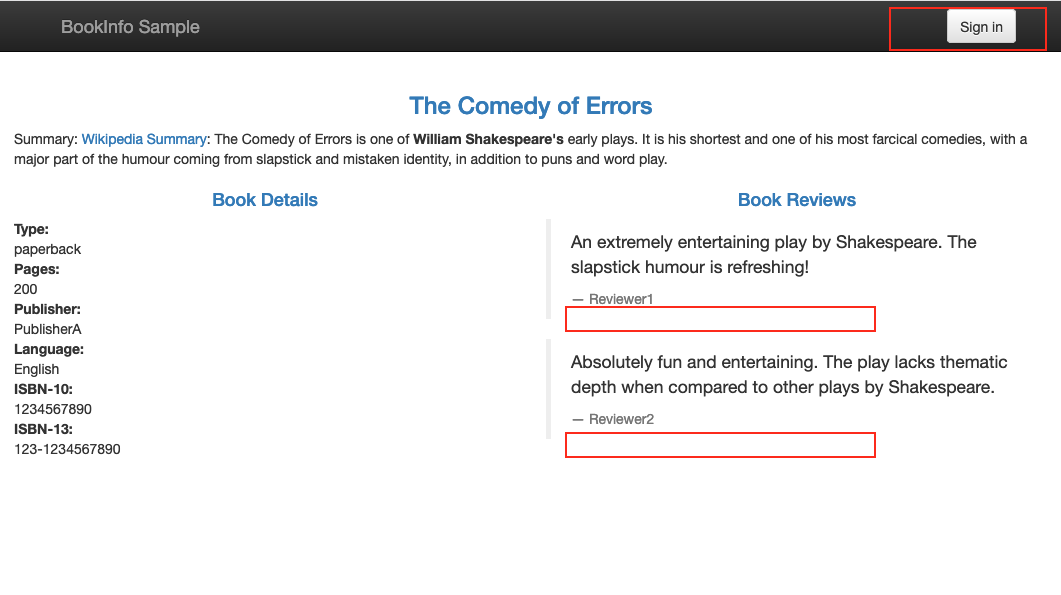 BookInfo Sample
Sign in
The Comedy of Errors
Summary: Wikipedia Summary: The Comedy of Errors is one of William Shakespeare's early plays. It is his shortest and one of his most farcical comedies, with a
major part of the humour coming from slapstick and mistaken identity, in addition to puns and word play.
Book Details
Type:
paperback
Pages:
200
Publisher:
PublisherA
Language:
English
ISBN-10:
1234567890
ISBN-13:
123-1234567890
Book Reviews
An extremely entertaining play by Shakespeare. The
slapstick humour is refreshing!
— Reviewer1
Absolutely fun and entertaining. The play lacks thematic
depth when compared to other plays by Shakespeare.
— Reviewer2